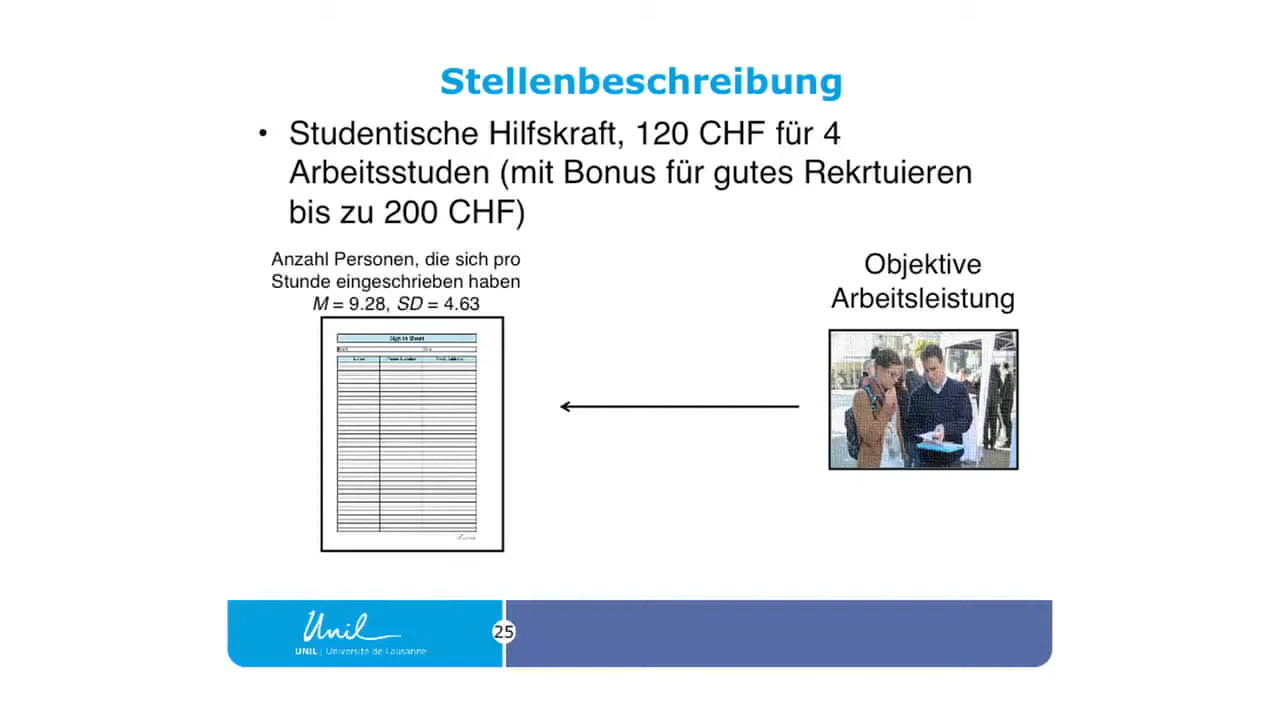 Stellenbeschreibung
• Studentische Hilfskraft, 120 CHF für 4
Arbeitsstuden (mit Bonus für gutes Rekrtuieren
bis zu 200 CHF)
Anzahl Personen, die sich pro
Stunde eingeschrieben haben
M = 9.28, SD = 4.63
Objektive
Arbeitsleistung
Sign In Sheet
Unil
UNIL | Université de Lausanne
25